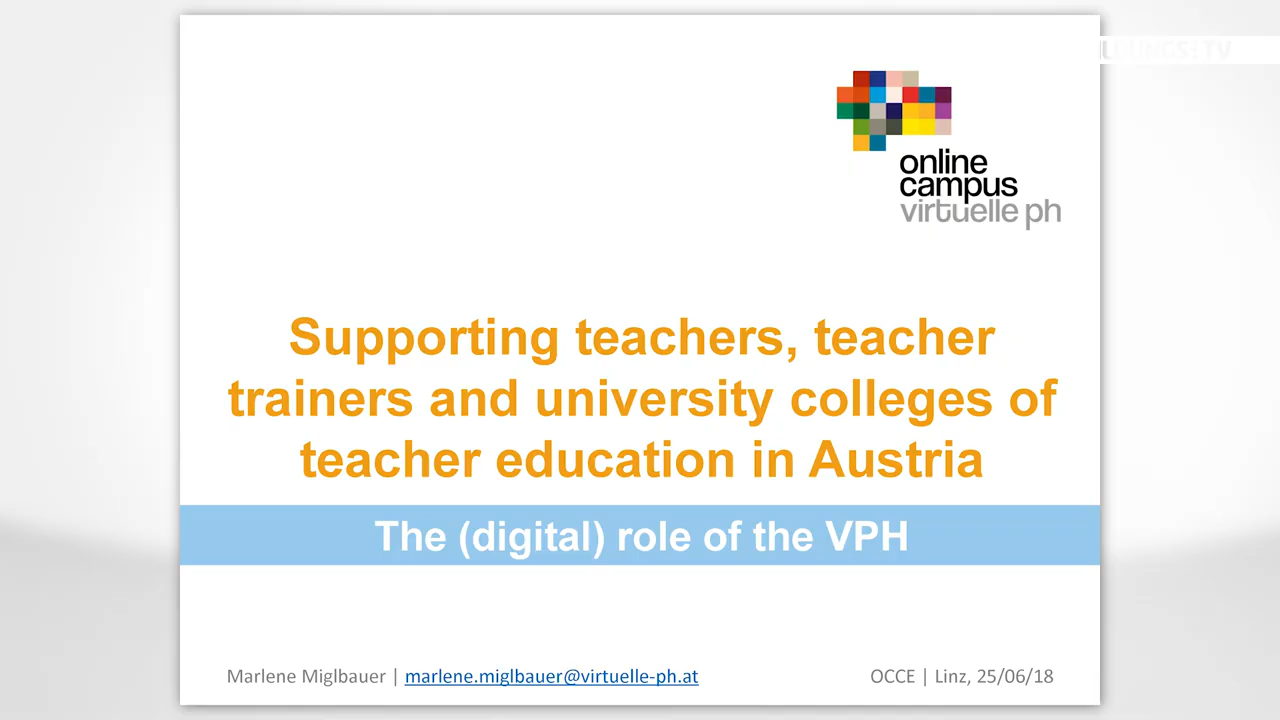 online
campus
virtuelle ph
Supporting teachers, teacher
trainers and university colleges of
teacher education in Austria
The (digital) role of the VPH
Marlene Miglbauer | marlene.miglbauer@virtuelle-ph.at
OCCE | Linz, 25/06/18